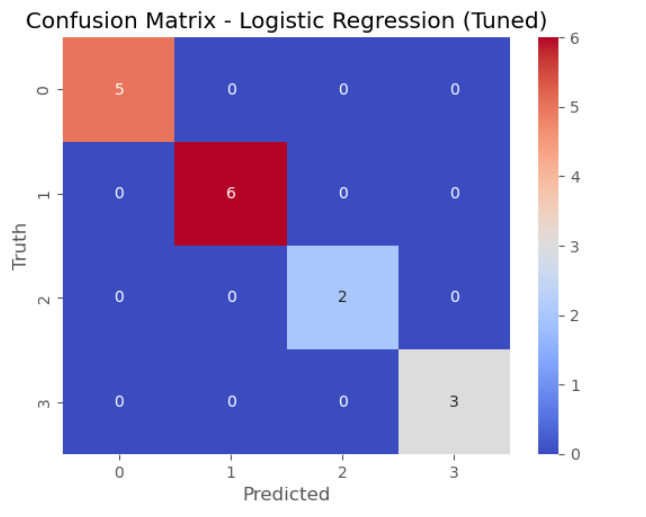 Confusion Matrix - Logistic Regression (Tuned)
Truth
0 5 0 0 0
1 0 6 0 0
2 0 0 2 0
3 0 0 0 3
0 1 2 3
Predicted
6
5
4
3
2
1
0